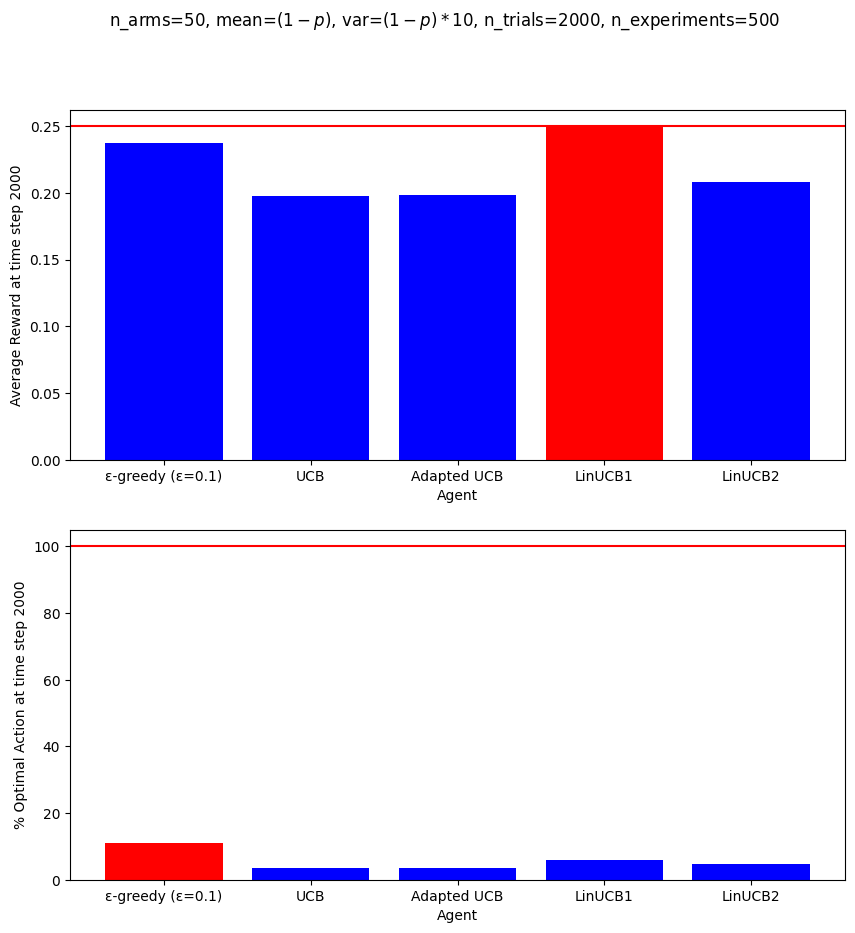 n_arms=50, mean=(1 − p), var=(1 − p) * 10, n_trials=2000, n_experiments=500
Average Reward at time step 2000
0.25
0.20
0.15
0.10
0.05
0.00
ε-greedy (ε=0.1) UCB Adapted UCB LinUCB1 LinUCB2
Agent
% Optimal Action at time step 2000
100
80
60
40
20
0
ε-greedy (ε=0.1) UCB Adapted UCB LinUCB1 LinUCB2
Agent